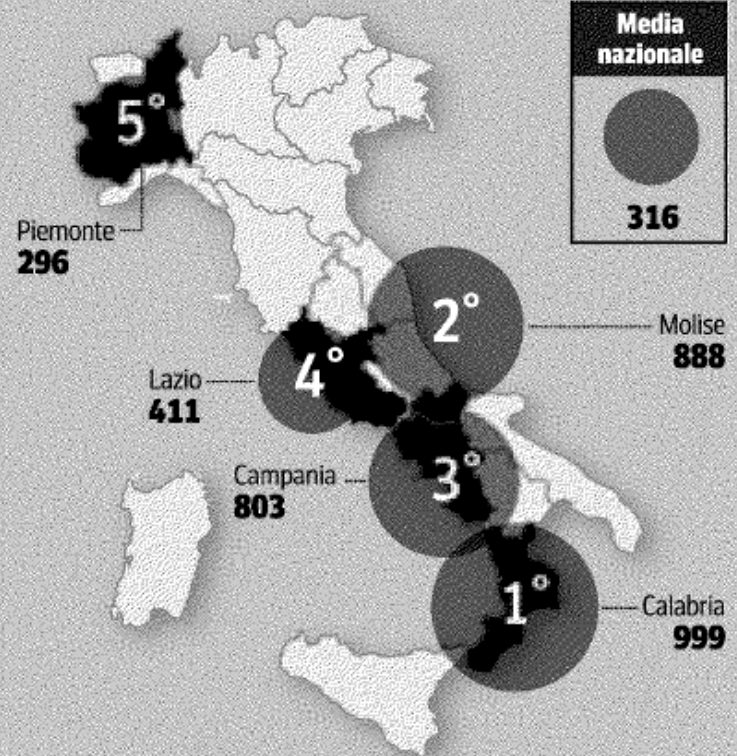 Media
nazionale
316
5°
Piemonte
296
2°
Molise
888
4°
Lazio
411
3°
Campania
803
1°
Calabria
999